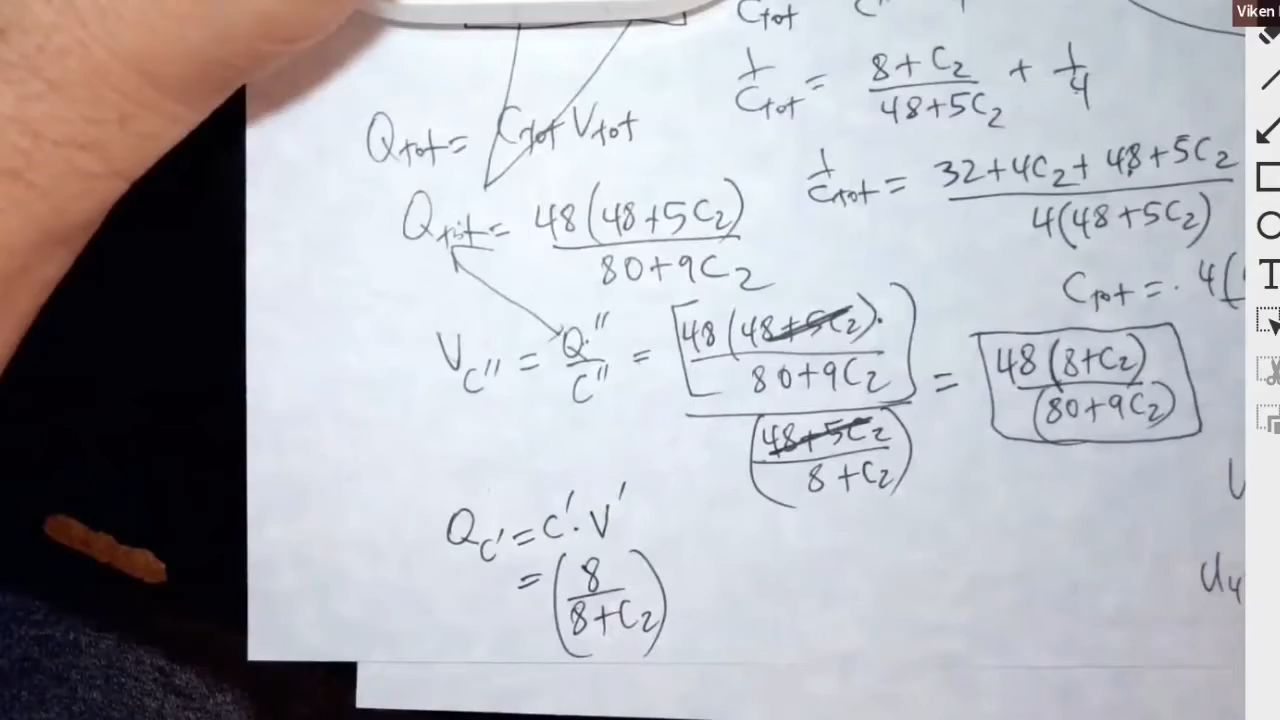 Viken
Ctot C"
1/Ctot = (8+C₂)/(48+5C₂) + 1/4
Qtot = Ctot Vtot
1/Ctot = (32+4C₂+48+5C₂)/(4(48+5C₂))
Qtot = 48(48+5C₂)/(80+9C₂)
Ctot = 4(
V_C" = Q"/C" = [48(48+5C₂)·/(80+9C₂)]/((48+5C₂)/(8+C₂)) = 48(8+C₂)/(80+9C₂)
Q_C' = C'·V'
= (8/(8+C₂))
T